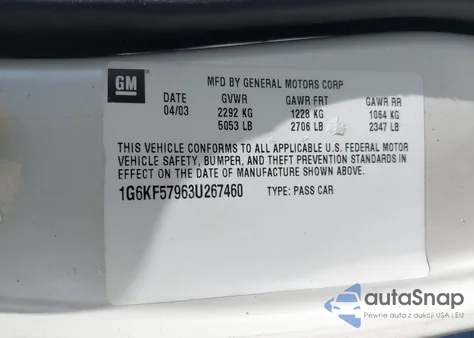 GM
MFD BY GENERAL MOTORS CORP
DATE GVWR GAWR FRT GAWR RR
04/03 2292 KG 1228 KG 1064 KG
5053 LB 2706 LB 2347 LB
THIS VEHICLE CONFORMS TO ALL APPLICABLE U.S. FEDERAL MOTOR
VEHICLE SAFETY, BUMPER, AND THEFT PREVENTION STANDARDS IN
EFFECT ON THE DATE OF MANUFACTURE SHOWN ABOVE.
1G6KF57963U267460 TYPE: PASS CAR
autoSnap
Pewne auta z aukcji USA i EU